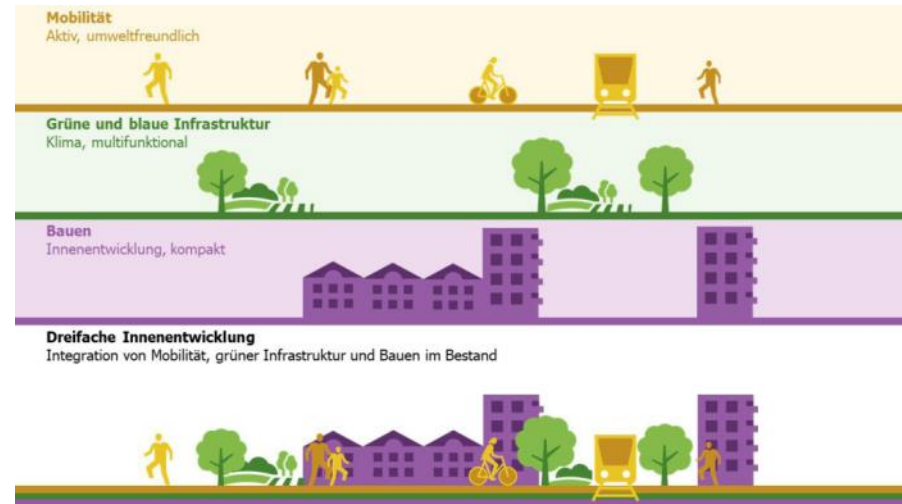 Mobilität
Aktiv, umweltfreundlich
Grüne und blaue Infrastruktur
Klima, multifunktional
Bauen
Innenentwicklung, kompakt
Dreifache Innenentwicklung
Integration von Mobilität, grüner Infrastruktur und Bauen im Bestand